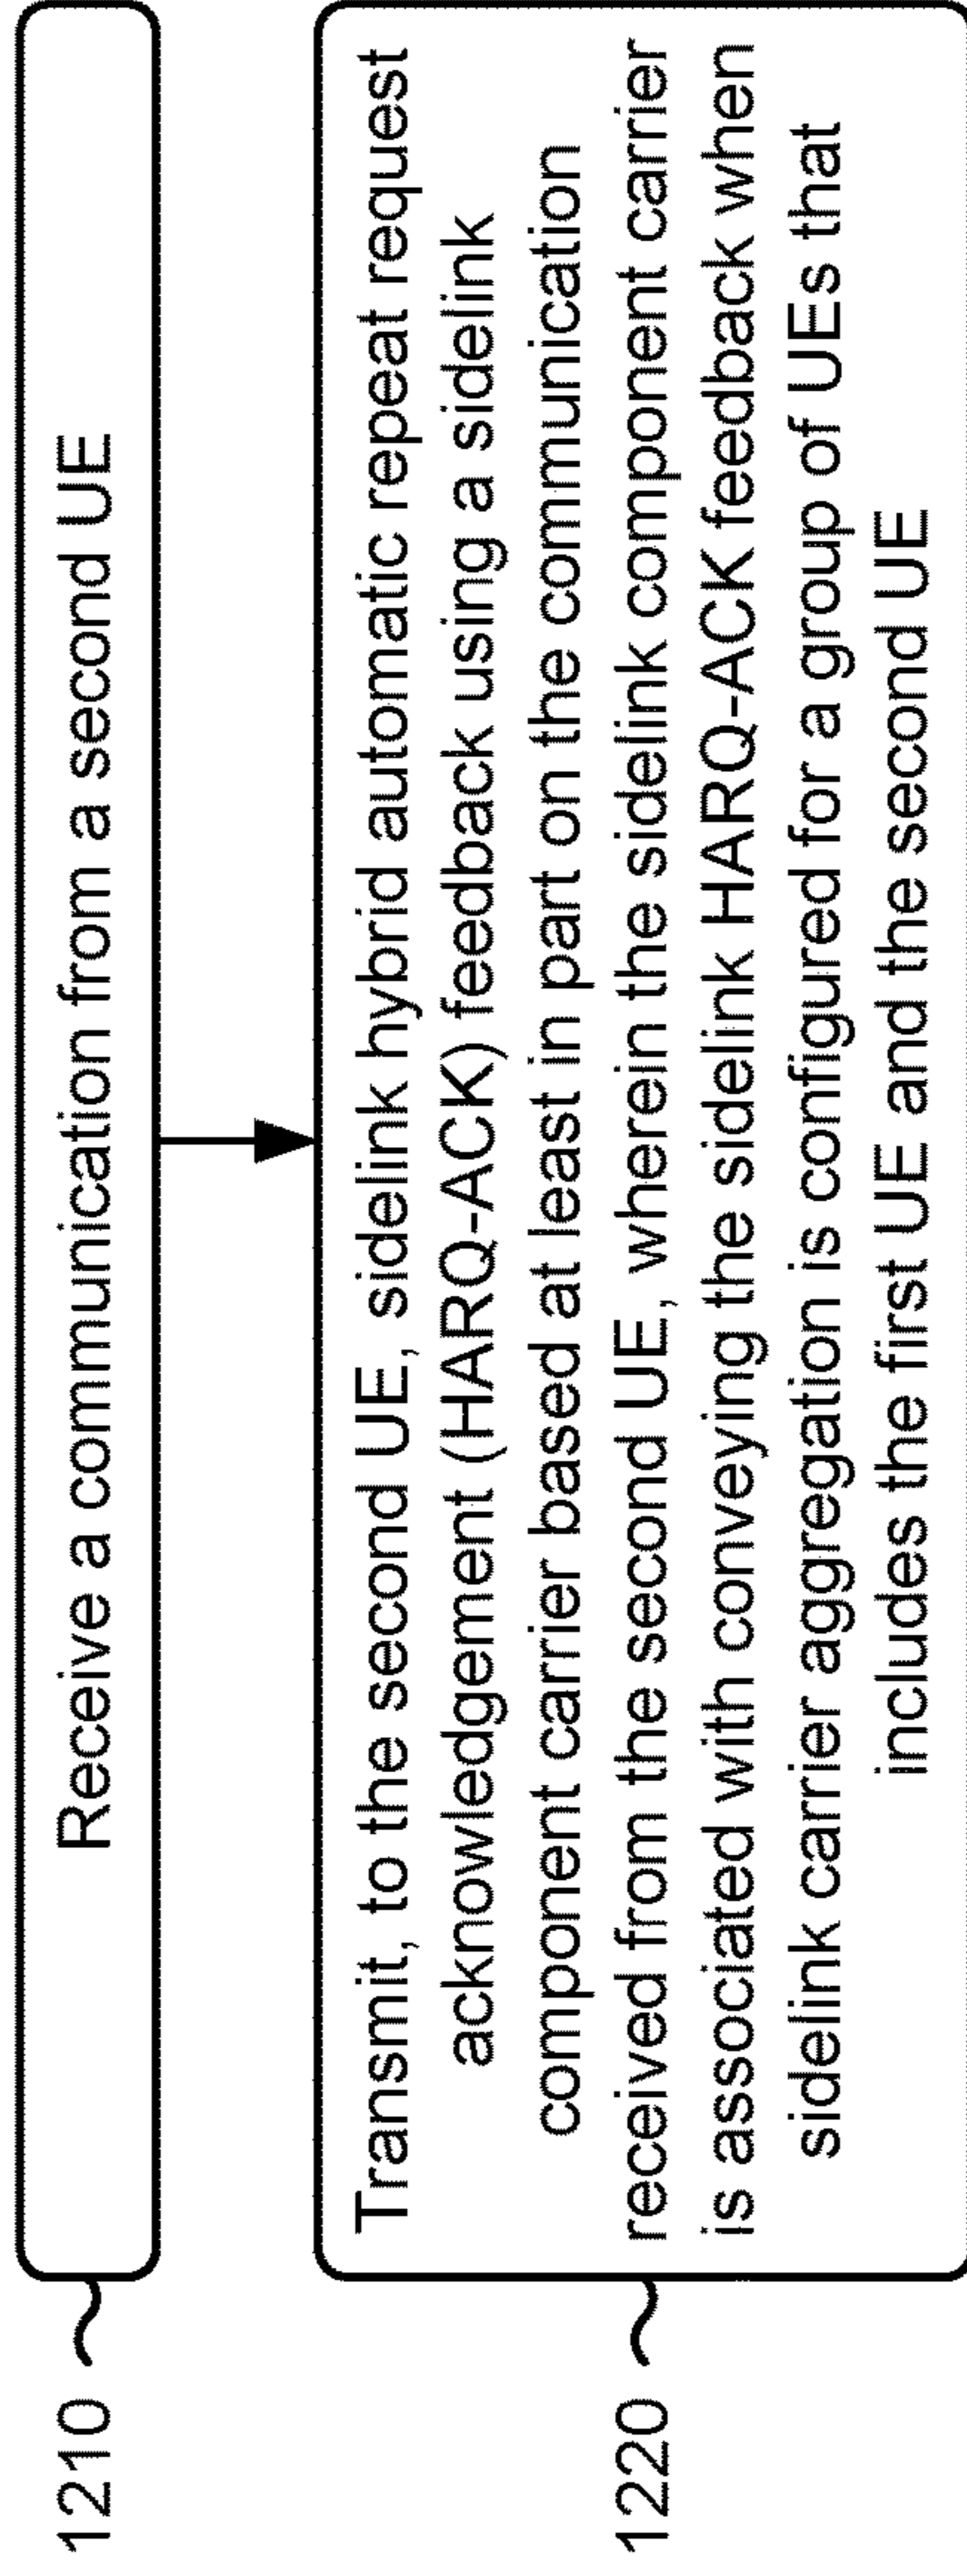 1210
Receive a communication from a second UE
1220
Transmit, to the second UE, sidelink hybrid automatic repeat request
acknowledgement (HARQ-ACK) feedback using a sidelink
component carrier based at least in part on the communication
received from the second UE, wherein the sidelink component carrier
is associated with conveying the sidelink HARQ-ACK feedback when
sidelink carrier aggregation is configured for a group of UEs that
includes the first UE and the second UE